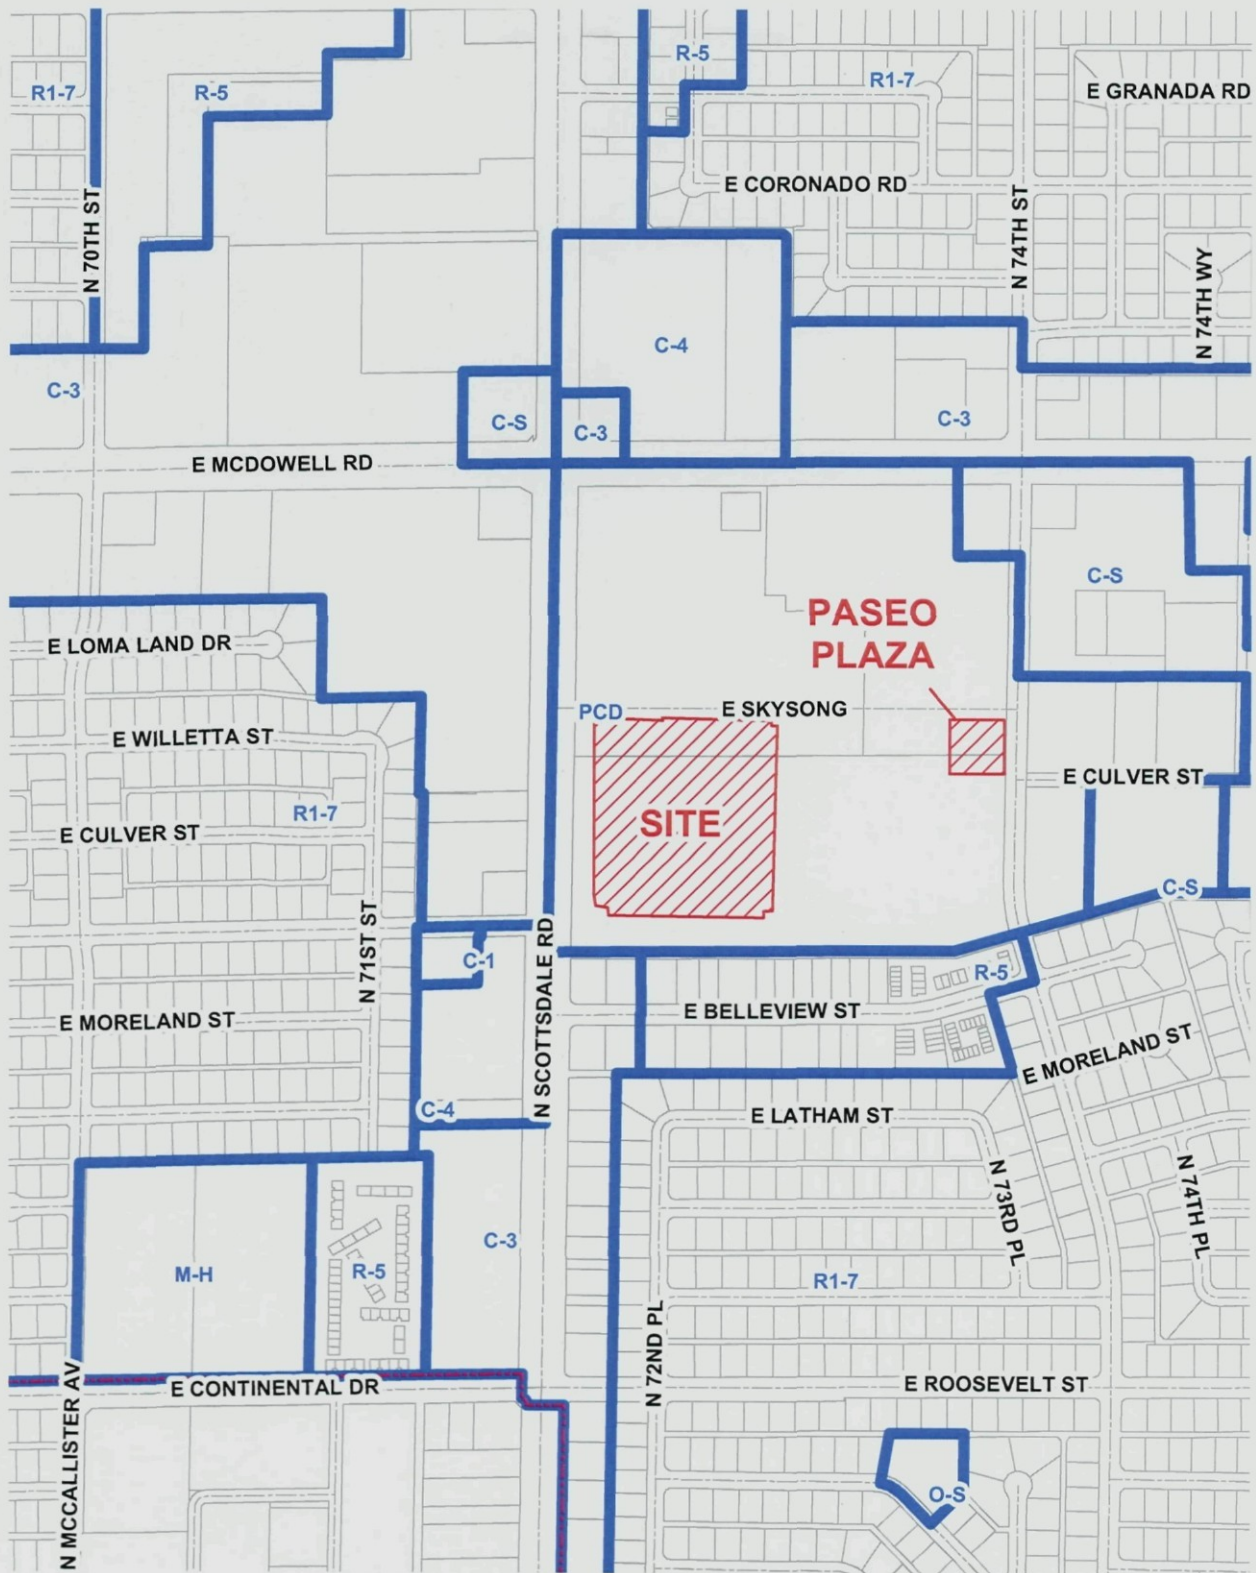 R-5
R1-7
R1-7
R-5
E GRANADA RD
E CORONADO RD
N 70TH ST
N 74TH ST
N 74TH WY
C-4
C-3
C-S
C-3
C-3
E MCDOWELL RD
C-S
PASEO
PLAZA
E LOMA LAND DR
PCD
E SKYSONG
E WILLETTA ST
E CULVER ST
R1-7
SITE
E CULVER ST
C-S
N 71ST ST
C-1
N SCOTTSDALE RD
R-5
E BELLEVIEW ST
E MORELAND ST
E MORELAND ST
C-4
E LATHAM ST
N 73RD PL
N 74TH PL
C-3
M-H
R-5
R1-7
N 72ND PL
E CONTINENTAL DR
E ROOSEVELT ST
N MCCALLISTER AV
O-S